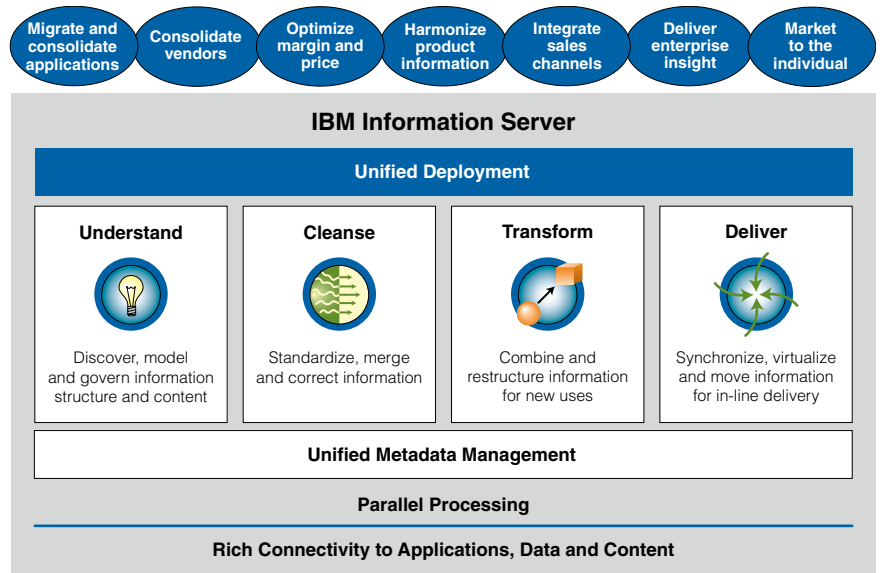 Migrate and
consolidate
applications
Consolidate
vendors
Optimize
margin and
price
Harmonize
product
information
Integrate
sales
channels
Deliver
enterprise
insight
Market
to the
individual
IBM Information Server
Unified Deployment
Understand
Discover, model
and govern information
structure and content
Cleanse
Standardize, merge
and correct information
Transform
Combine and
restructure information
for new uses
Deliver
Synchronize, virtualize
and move information
for in-line delivery
Unified Metadata Management
Parallel Processing
Rich Connectivity to Applications, Data and Content